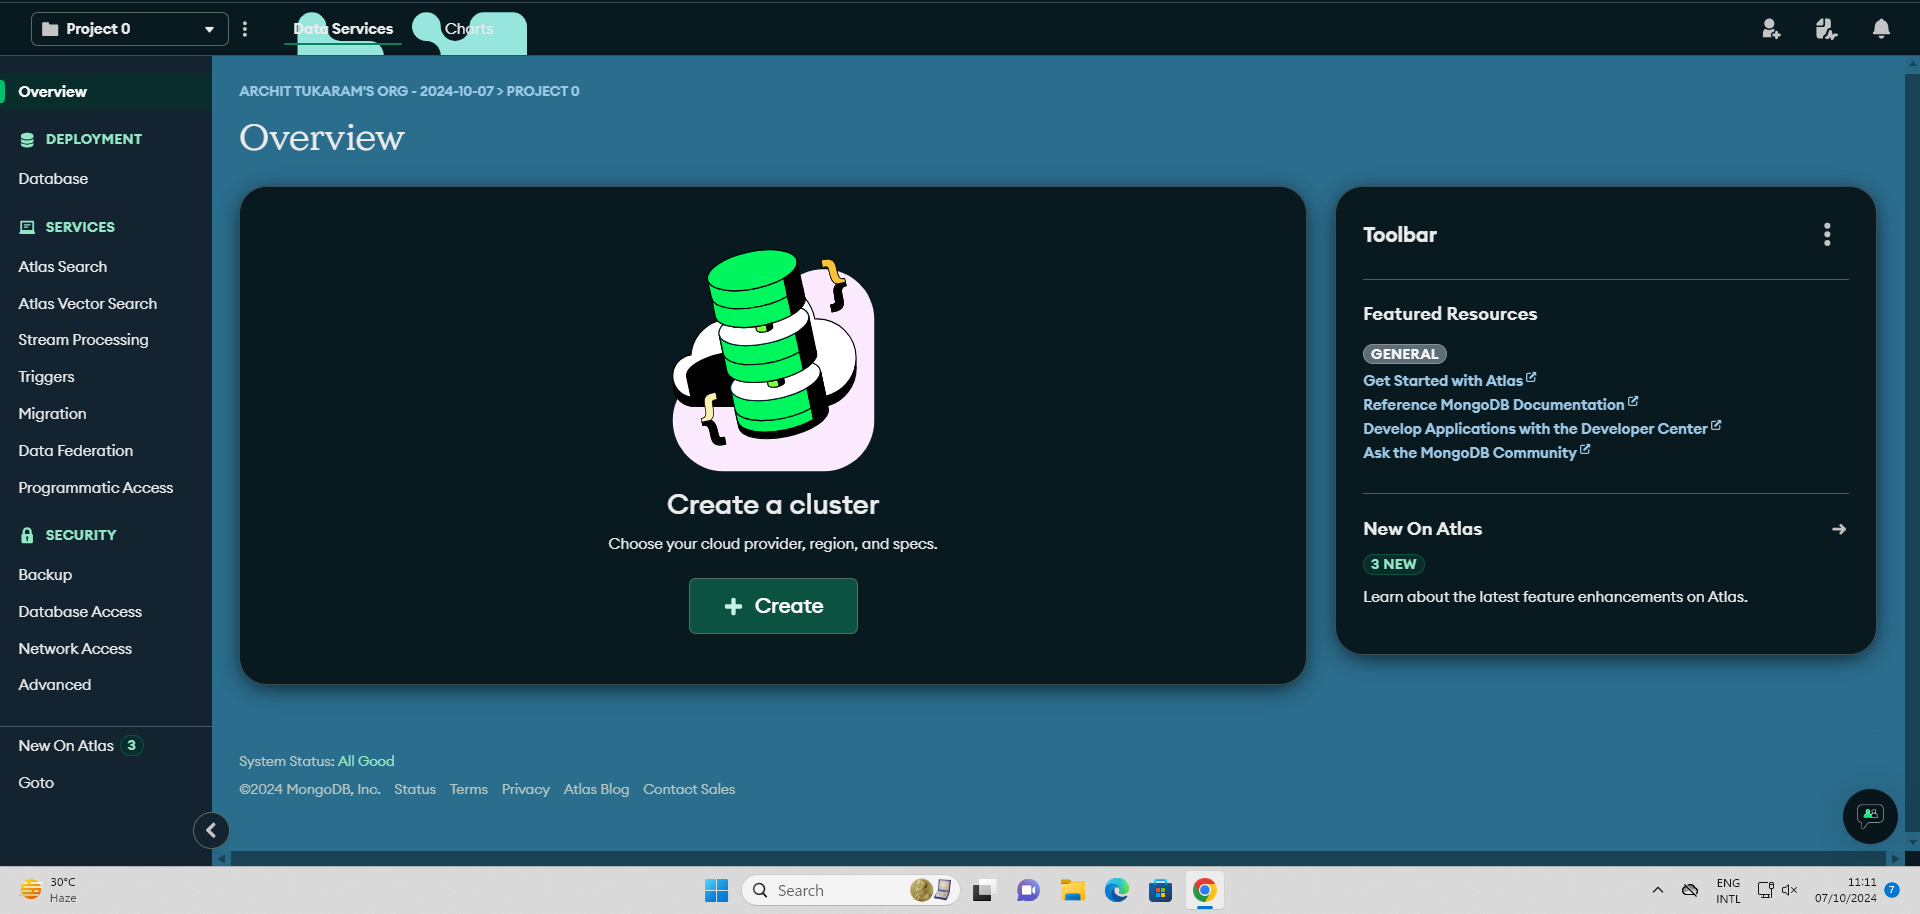 Project 0
Data Services
Charts
Overview
DEPLOYMENT
Database
SERVICES
Atlas Search
Atlas Vector Search
Stream Processing
Triggers
Migration
Data Federation
Programmatic Access
SECURITY
Backup
Database Access
Network Access
Advanced
New On Atlas 3
Goto
ARCHIT TUKARAM'S ORG - 2024-10-07 > PROJECT 0
Overview
Create a cluster
Choose your cloud provider, region, and specs.
+ Create
Toolbar
Featured Resources
GENERAL
Get Started with Atlas
Reference MongoDB Documentation
Develop Applications with the Developer Center
Ask the MongoDB Community
New On Atlas
3 NEW
Learn about the latest feature enhancements on Atlas.
System Status: All Good
©2024 MongoDB, Inc. Status Terms Privacy Atlas Blog Contact Sales
30°C
Haze
Search
ENG
INTL
11:11
07/10/2024
7